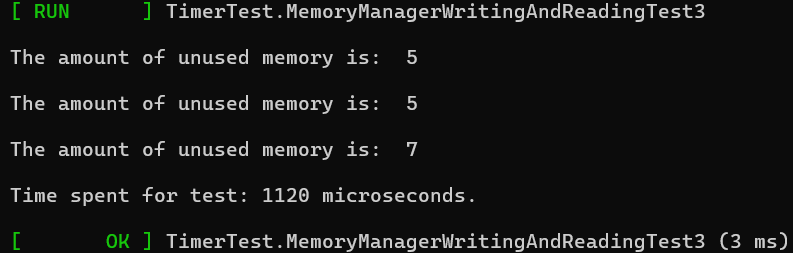 [ RUN      ] TimerTest.MemoryManagerWritingAndReadingTest3
The amount of unused memory is:  5
The amount of unused memory is:  5
The amount of unused memory is:  7
Time spent for test: 1120 microseconds.
[       OK ] TimerTest.MemoryManagerWritingAndReadingTest3 (3 ms)